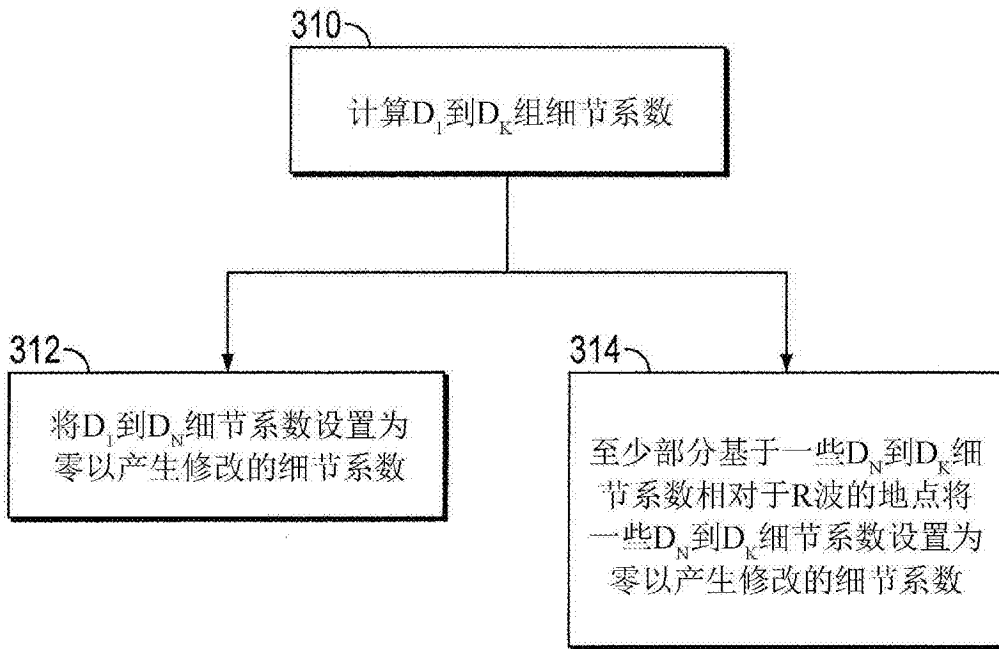 310
计算D₁到Dₖ组细节系数
312
将D₁到Dₙ细节系数设置为
零以产生修改的细节系数
314
至少部分基于一些Dₙ到Dₖ细
节系数相对于R波的地点将
一些Dₙ到Dₖ细节系数设置为
零以产生修改的细节系数